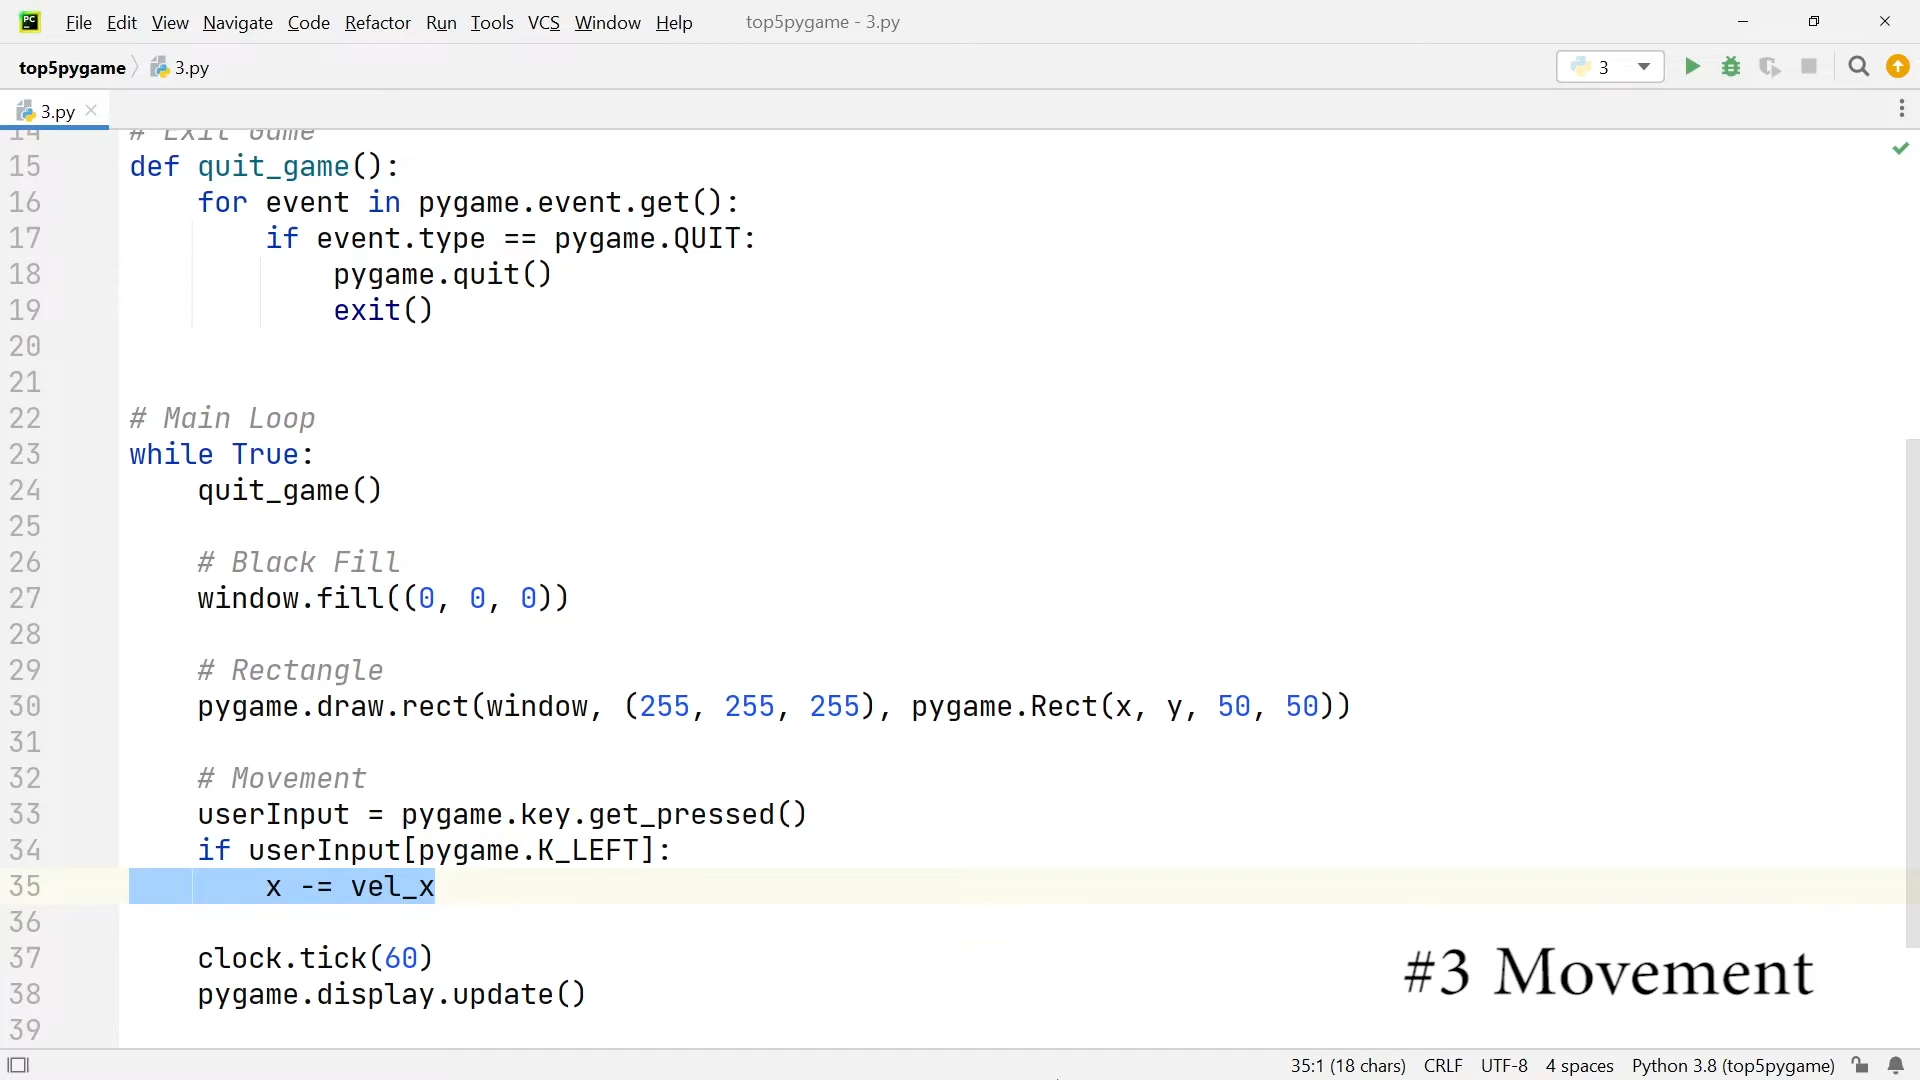 File Edit View Navigate Code Refactor Run Tools VCS Window Help top5pygame - 3.py
top5pygame 3.py 3
3.py
14 # Exit Game
15 def quit_game():
16 for event in pygame.event.get():
17 if event.type == pygame.QUIT:
18 pygame.quit()
19 exit()
20
21
22 # Main Loop
23 while True:
24 quit_game()
25
26 # Black Fill
27 window.fill((0, 0, 0))
28
29 # Rectangle
30 pygame.draw.rect(window, (255, 255, 255), pygame.Rect(x, y, 50, 50))
31
32 # Movement
33 userInput = pygame.key.get_pressed()
34 if userInput[pygame.K_LEFT]:
35 x -= vel_x
36
37 clock.tick(60)
38 pygame.display.update()
39
#3 Movement
35:1 (18 chars) CRLF UTF-8 4 spaces Python 3.8 (top5pygame)